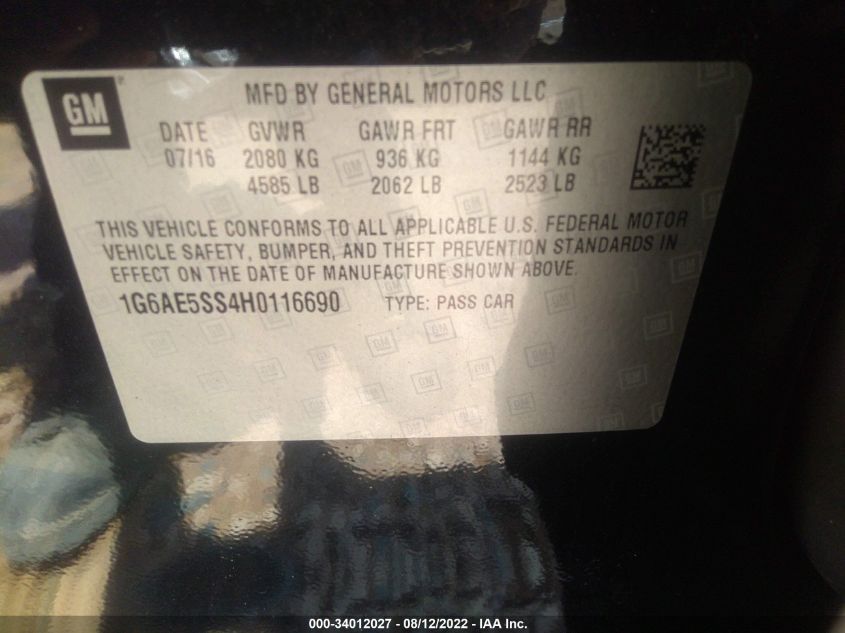 GM
MFD BY GENERAL MOTORS LLC
DATE GVWR GAWR FRT GAWR RR
07/16 2080 KG 936 KG 1144 KG
4585 LB 2062 LB 2523 LB
THIS VEHICLE CONFORMS TO ALL APPLICABLE U.S. FEDERAL MOTOR
VEHICLE SAFETY, BUMPER, AND THEFT PREVENTION STANDARDS IN
EFFECT ON THE DATE OF MANUFACTURE SHOWN ABOVE.
1G6AE5SS4H0116690 TYPE: PASS CAR
000-34012027 - 08/12/2022 - IAA Inc.